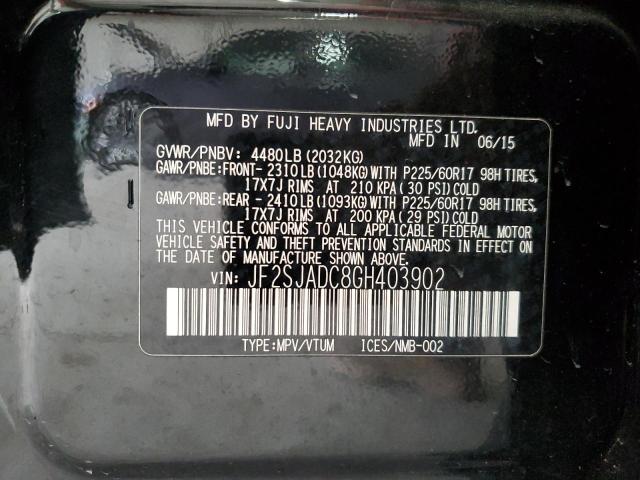 MFD BY FUJI HEAVY INDUSTRIES LTD.
MFD IN 06/15
GVWR/PNBV: 4480LB(2032KG)
GAWR/PNBE:FRONT-2310LB(1048KG)WITH P225/60R17 98H TIRES,
17X7J RIMS AT 210 KPA(30 PSI)COLD
GAWR/PNBE:REAR -2410LB(1093KG)WITH P225/60R17 98H TIRES,
17X7J RIMS AT 200 KPA(29 PSI)COLD
THIS VEHICLE CONFORMS TO ALL APPLICABLE FEDERAL MOTOR
VEHICLE SAFETY AND THEFT PREVENTION STANDARDS IN EFFECT ON
THE DATE OF MANUFACTURE SHOWN ABOVE.
VIN: JF2SJADC8GH403902
TYPE:MPV/VTUM ICES/NMB-002